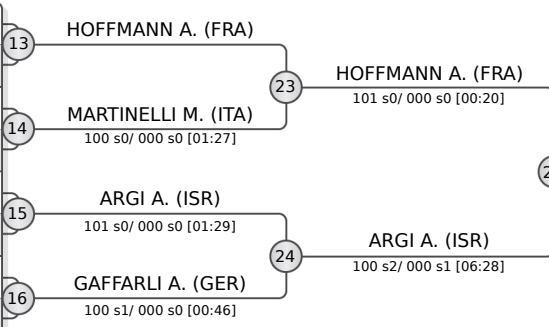 HOFFMANN A. (FRA)
13
23
HOFFMANN A. (FRA)
101 s0/ 000 s0 [00:20]
MARTINELLI M. (ITA)
14
100 s0/ 000 s0 [01:27]
ARGI A. (ISR)
15
101 s0/ 000 s0 [01:29]
24
ARGI A. (ISR)
100 s2/ 000 s1 [06:28]
GAFFARLI A. (GER)
16
100 s1/ 000 s0 [00:46]